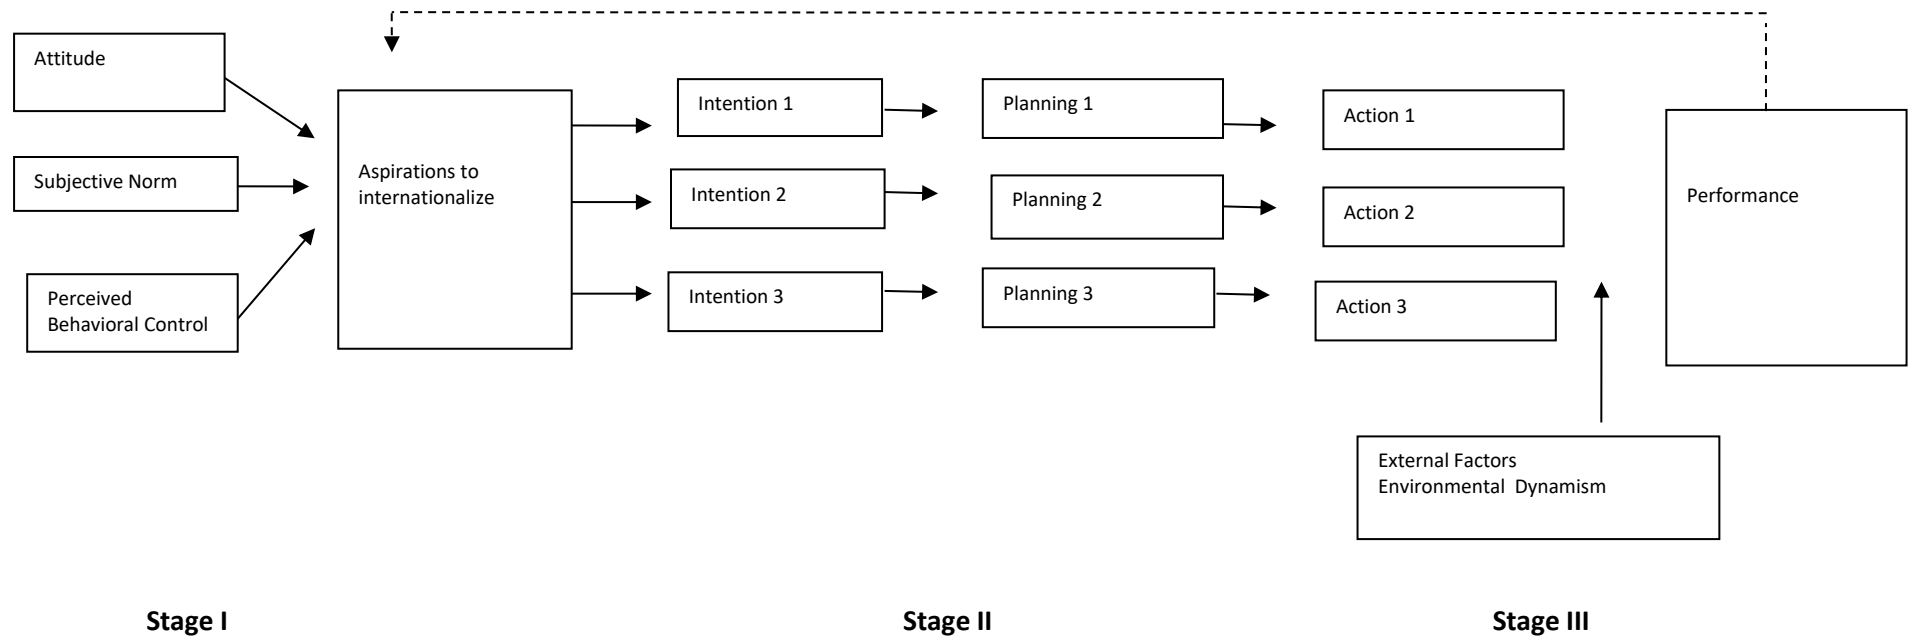 Attitude
Subjective Norm
Perceived
Behavioral Control
Aspirations to
internationalize
Intention 1
Intention 2
Intention 3
Planning 1
Planning 2
Planning 3
Action 1
Action 2
Action 3
Performance
External Factors
Environmental  Dynamism
Stage I
Stage II
Stage III